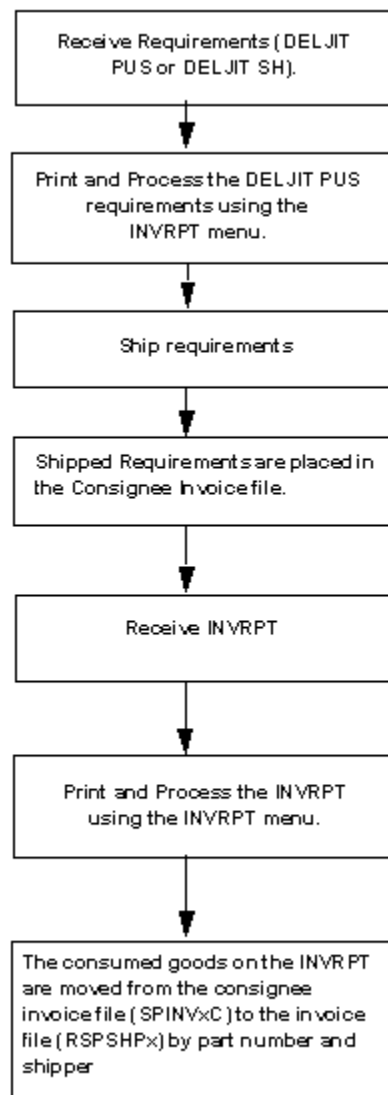 Receive Requirements (DELJIT
PUS or DELJIT SH).
Print and Process the DELJIT PUS
requirements using the
INVRPT menu.
Ship requirements
Shipped Requirements are placed in
the Consignee Invoice file.
Receive INVRPT
Print and Process the INVRPT
using the INVRPT menu.
The consumed goods on the INVRPT
are moved from the consignee
invoice file (SPINVxC) to the invoice
file (RSPSHPx) by part number and
shipper